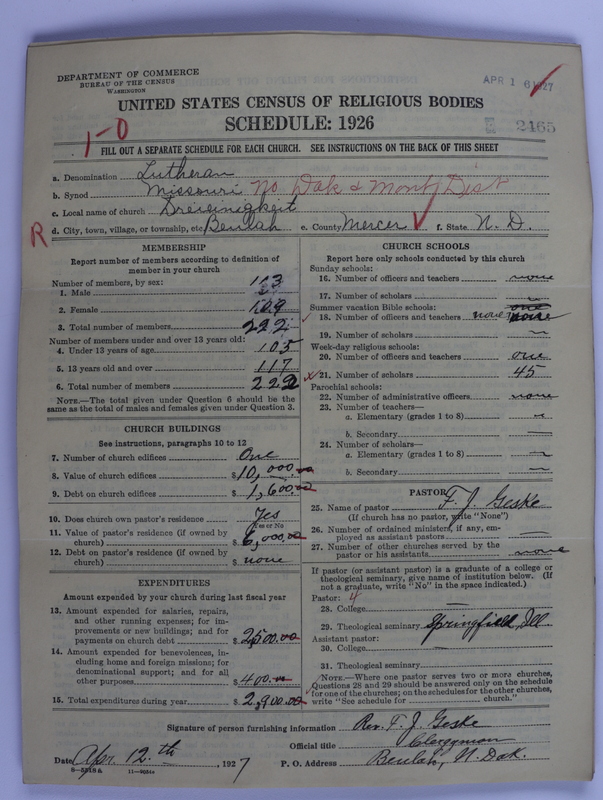 DEPARTMENT OF COMMERCE
BUREAU OF THE CENSUS
WASHINGTON
APR 16 1927
UNITED STATES CENSUS OF RELIGIOUS BODIES
SCHEDULE: 1926
2465
1-0
FILL OUT A SEPARATE SCHEDULE FOR EACH CHURCH. SEE INSTRUCTIONS ON THE BACK OF THIS SHEET
a. Denomination Lutheran
b. Synod Missouri No. Dak & Mont Dist
c. Local name of church Dreieinigkeit
R d. City, town, village, or township, etc. Beulah e. County Mercer f. State N. D.
MEMBERSHIP
Report number of members according to definition of
member in your church
Number of members, by sex:
1. Male 113
2. Female 109
3. Total number of members 222
Number of members under and over 13 years old:
4. Under 13 years of age 105
5. 13 years old and over 117
6. Total number of members 222
NOTE.—The total given under Question 6 should be the
same as the total of males and females given under Question 3.
CHURCH BUILDINGS
See instructions, paragraphs 10 to 12
7. Number of church edifices One
8. Value of church edifices $10,000.00
9. Debt on church edifices $1,600.00
10. Does church own pastor's residence Yes
Yes or No
11. Value of pastor's residence (if owned by
church) $6,000.00
12. Debt on pastor's residence (if owned by
church) $ none
EXPENDITURES
Amount expended by your church during last fiscal year
13. Amount expended for salaries, repairs,
and other running expenses; for im-
provements or new buildings; and for
payments on church debt $2500.00
14. Amount expended for benevolences, in-
cluding home and foreign missions; for
denominational support; and for all
other purposes $400.00
15. Total expenditures during year $2,900.00
CHURCH SCHOOLS
Report here only schools conducted by this church
Sunday schools:
16. Number of officers and teachers none
17. Number of scholars
Summer vacation Bible schools:
18. Number of officers and teachers none
19. Number of scholars
Week-day religious schools:
20. Number of officers and teachers one
21. Number of scholars 45
Parochial schools:
22. Number of administrative officers none
23. Number of teachers—
a. Elementary (grades 1 to 8)
b. Secondary
24. Number of scholars—
a. Elementary (grades 1 to 8)
b. Secondary
PASTOR
25. Name of pastor F. J. Geske
(If church has no pastor, write "None")
26. Number of ordained ministers, if any, em-
ployed as assistant pastors
27. Number of other churches served by the
pastor or his assistants none
If pastor (or assistant pastor) is a graduate of a college or
theological seminary, give name of institution below. (If
not a graduate, write "No" in the space indicated.)
Pastor: 4
28. College
29. Theological seminary Springfield, Ill
Assistant pastor:
30. College
31. Theological seminary
NOTE.—Where one pastor serves two or more churches,
Questions 28 and 29 should be answered only on the schedule
for one of the churches; on the schedules for the other churches,
write "See schedule for church."
Signature of person furnishing information Rev. F. J. Geske
Official title Clergyman
Date Apr. 12.th, 1927 P. O. Address Beulah, N. Dak.